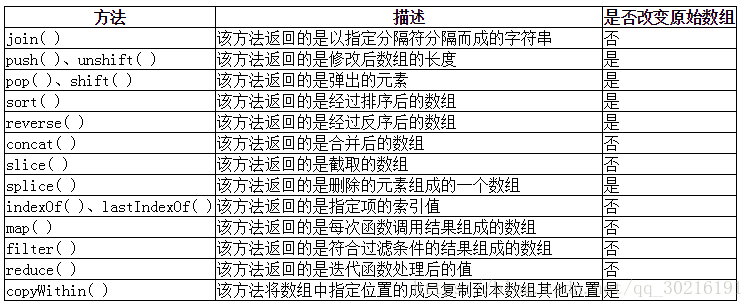 方法 描述 是否改变原始数组
join( ) 该方法返回的是以指定分隔符分隔而成的字符串 否
push( )、unshift( ) 该方法返回的是修改后数组的长度 是
pop( )、shift( ) 该方法返回的是弹出的元素 是
sort( ) 该方法返回的是经过排序后的数组 是
reverse( ) 该方法返回的是经过反序后的数组 是
concat( ) 该方法返回的是合并后的数组 否
slice( ) 该方法返回的是截取的数组 否
splice( ) 该方法返回的是删除的元素组成的一个数组 是
indexOf( )、lastIndexOf( ) 该方法返回的是指定项的索引值 否
map( ) 该方法返回的是每次函数调用结果组成的数组 否
filter( ) 该方法返回的是符合过滤条件的结果组成的数组 否
reduce( ) 该方法返回的是迭代函数处理后的值 否
copyWithin( ) 该方法将数组中指定位置的成员复制到本数组其他位置 是
qq_30216191